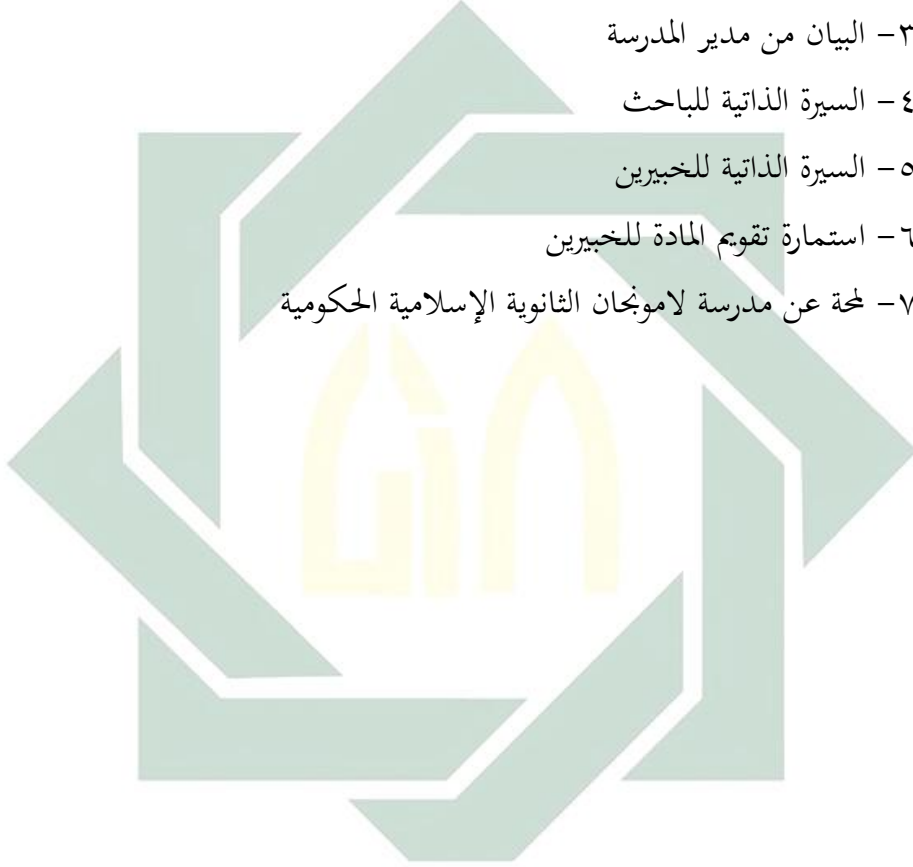 ٣- البيان من مدير المدرسة
٤- السيرة الذاتية للباحث
٥- السيرة الذاتية للخبيرين
٦- استمارة تقويم المادة للخبيرين
٧- لمحة عن مدرسة لامونجان الثانوية الإسلامية الحكومية